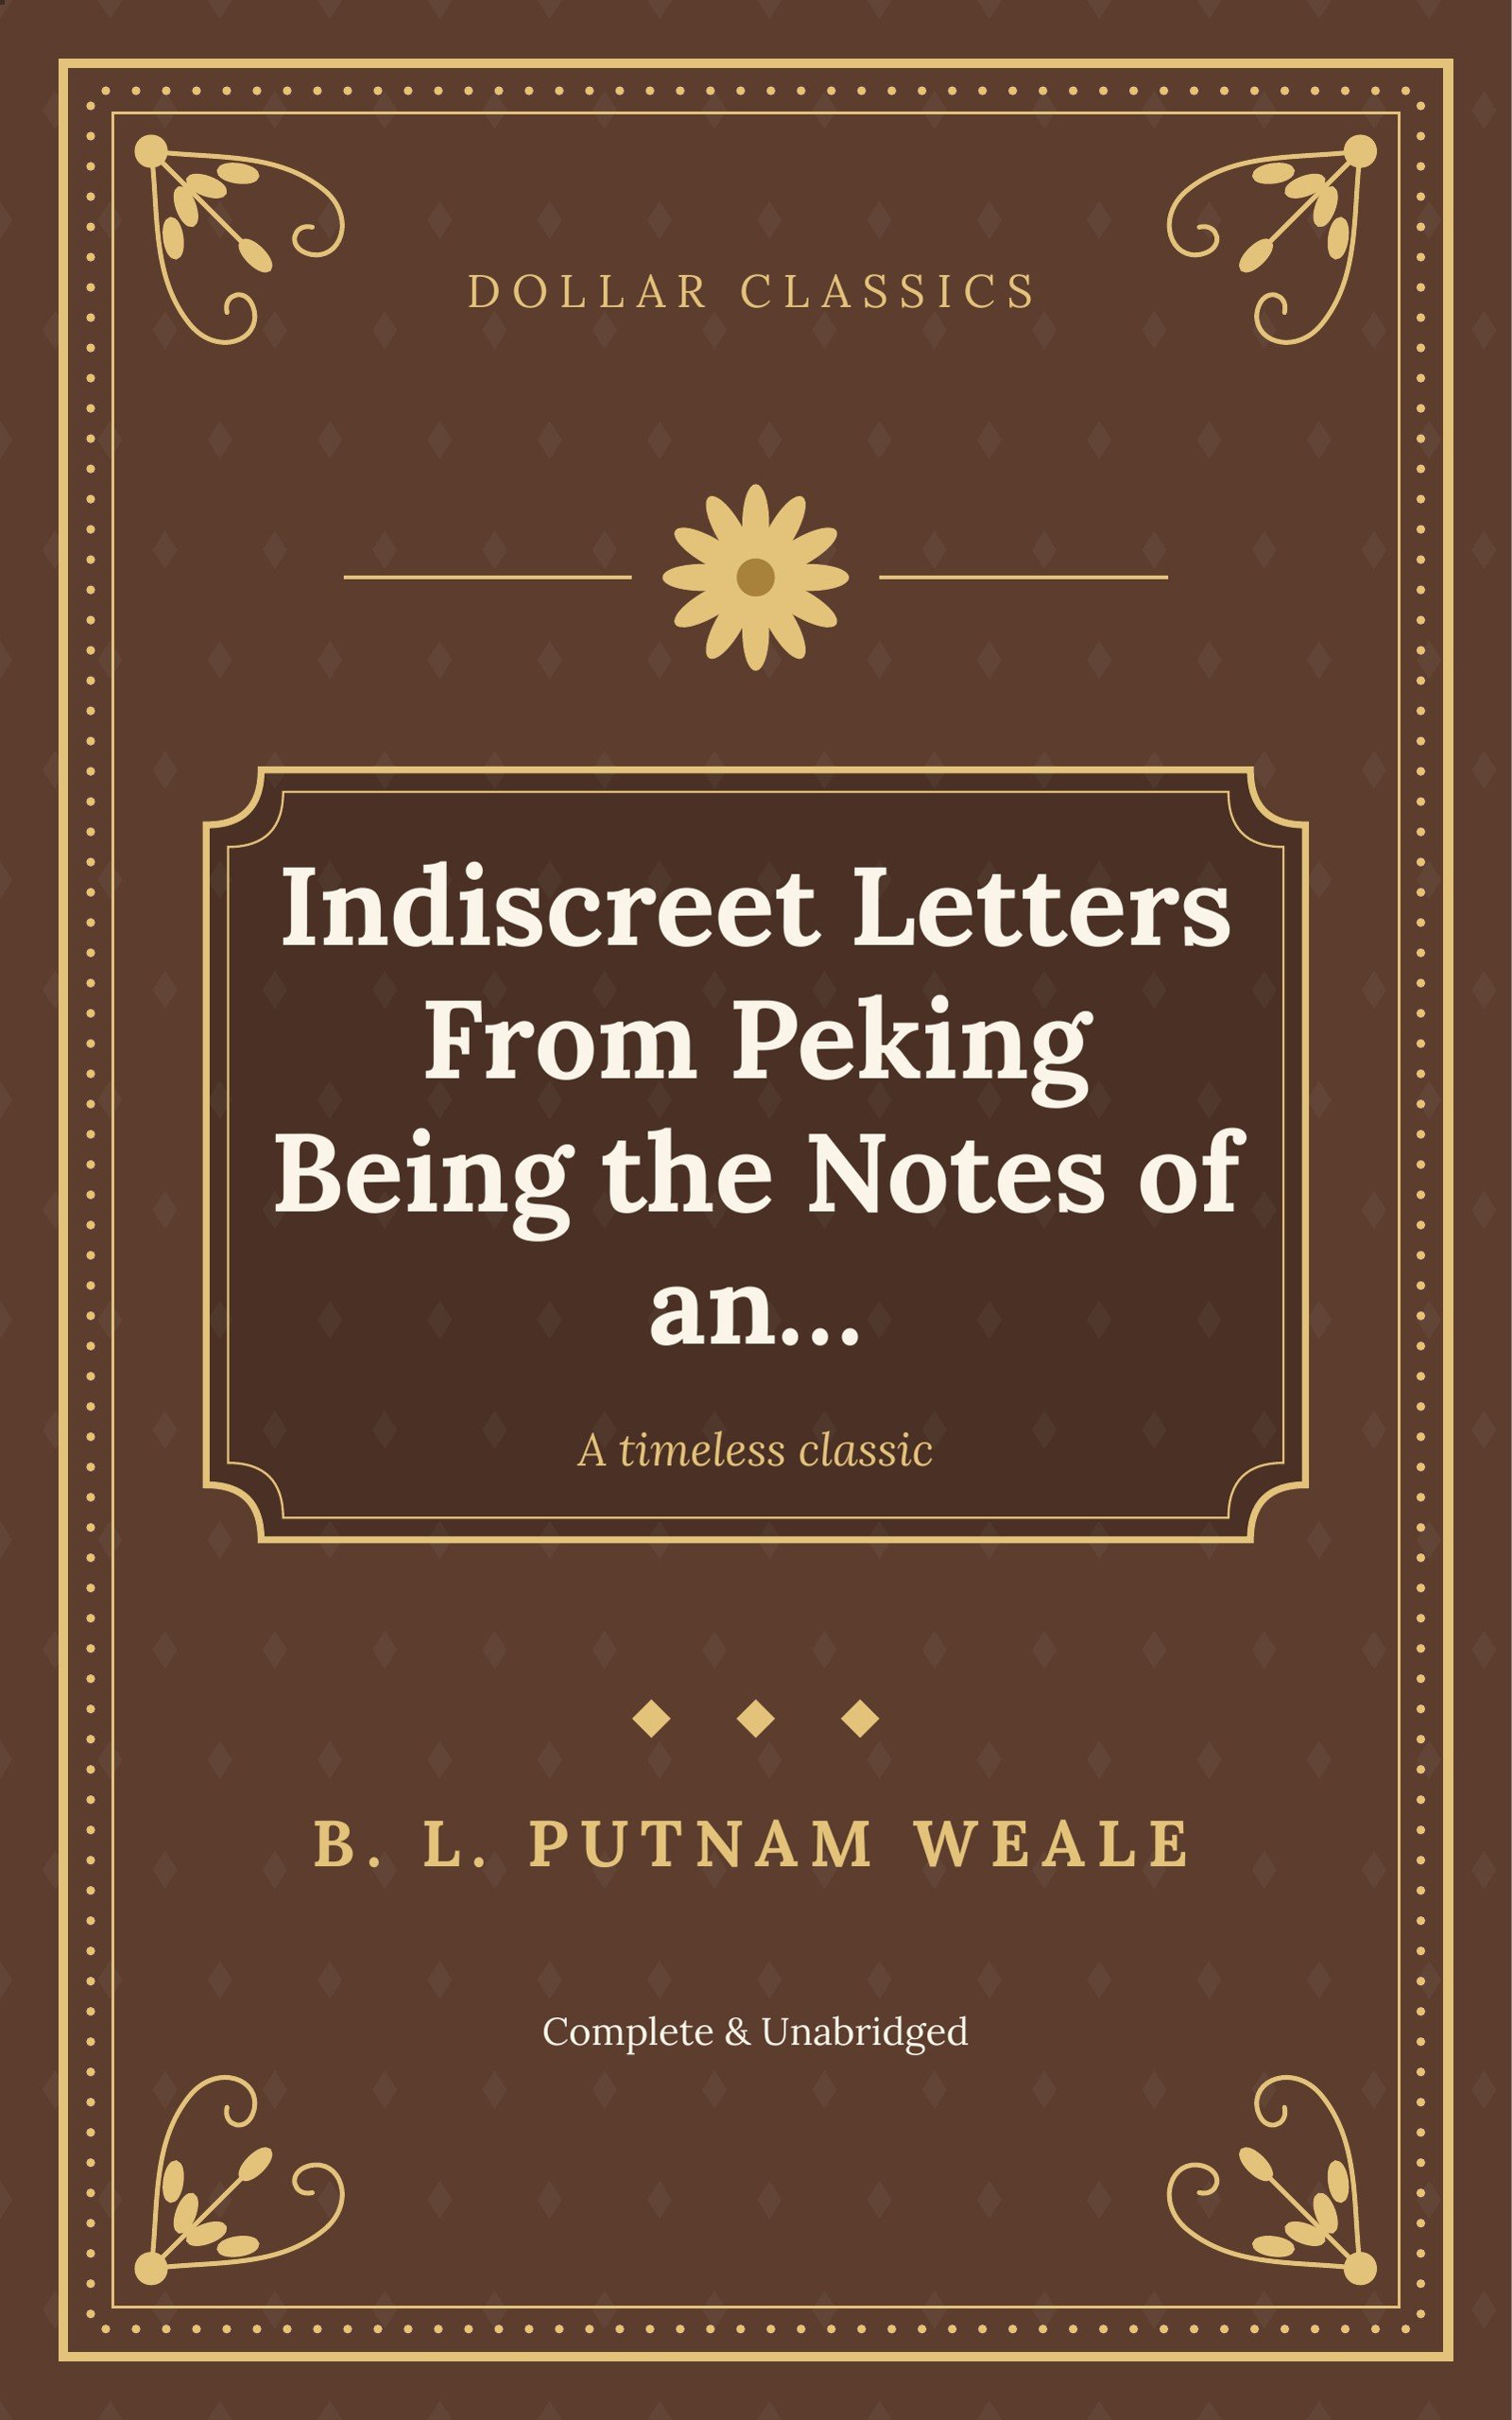 DOLLAR CLASSICS
Indiscreet Letters
From Peking
Being the Notes of
an...
A timeless classic
B. L. PUTNAM WEALE
Complete & Unabridged